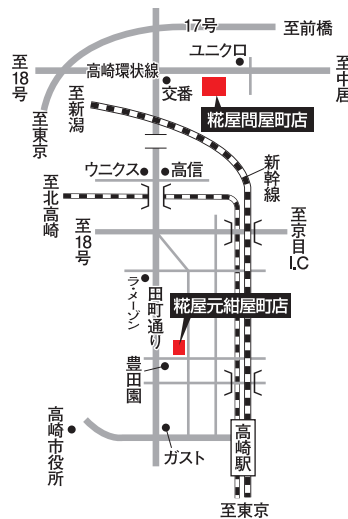 17号
至前橋
ユニクロ
至18号
高崎環状線
至中居
交番
至東京
至新潟
糀屋問屋町店
新幹線
ウニクス
高信
至北高崎
至18号
至京目I.C
ラ・メーゾン
田町通り
糀屋元紺屋町店
豊田園
高崎市役所
ガスト
高崎駅
至東京